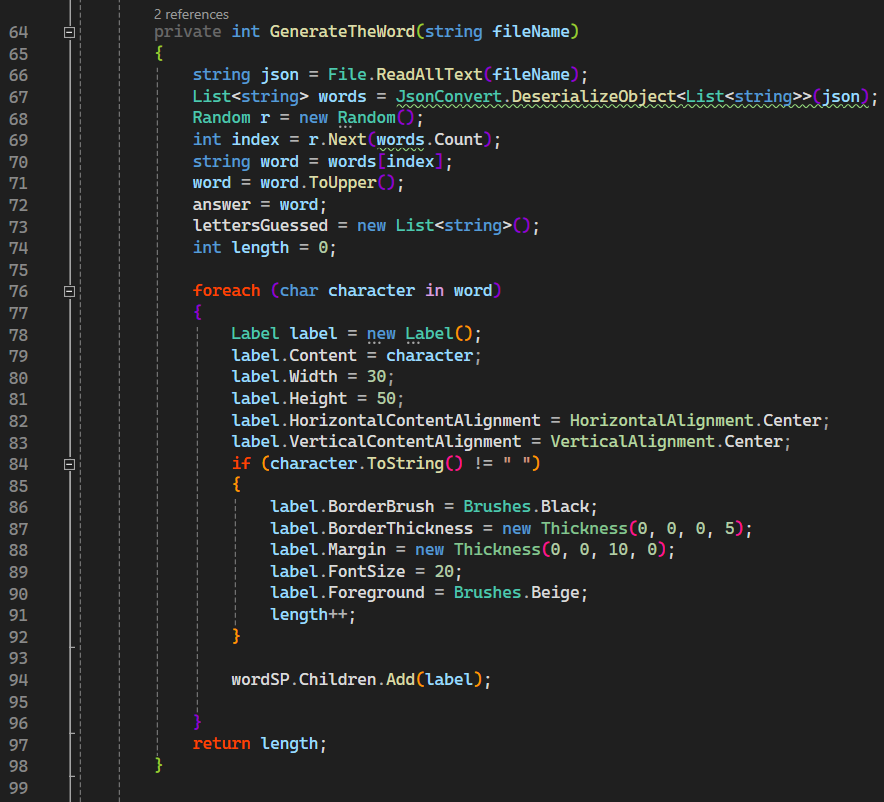 2 references
64 private int GenerateTheWord(string fileName)
65 {
66 string json = File.ReadAllText(fileName);
67 List<string> words = JsonConvert.DeserializeObject<List<string>>(json);
68 Random r = new Random();
69 int index = r.Next(words.Count);
70 string word = words[index];
71 word = word.ToUpper();
72 answer = word;
73 lettersGuessed = new List<string>();
74 int length = 0;
75
76 foreach (char character in word)
77 {
78 Label label = new Label();
79 label.Content = character;
80 label.Width = 30;
81 label.Height = 50;
82 label.HorizontalContentAlignment = HorizontalAlignment.Center;
83 label.VerticalContentAlignment = VerticalAlignment.Center;
84 if (character.ToString() != " ")
85 {
86 label.BorderBrush = Brushes.Black;
87 label.BorderThickness = new Thickness(0, 0, 0, 5);
88 label.Margin = new Thickness(0, 0, 10, 0);
89 label.FontSize = 20;
90 label.Foreground = Brushes.Beige;
91 length++;
92 }
93
94 wordSP.Children.Add(label);
95
96 }
97 return length;
98 }
99